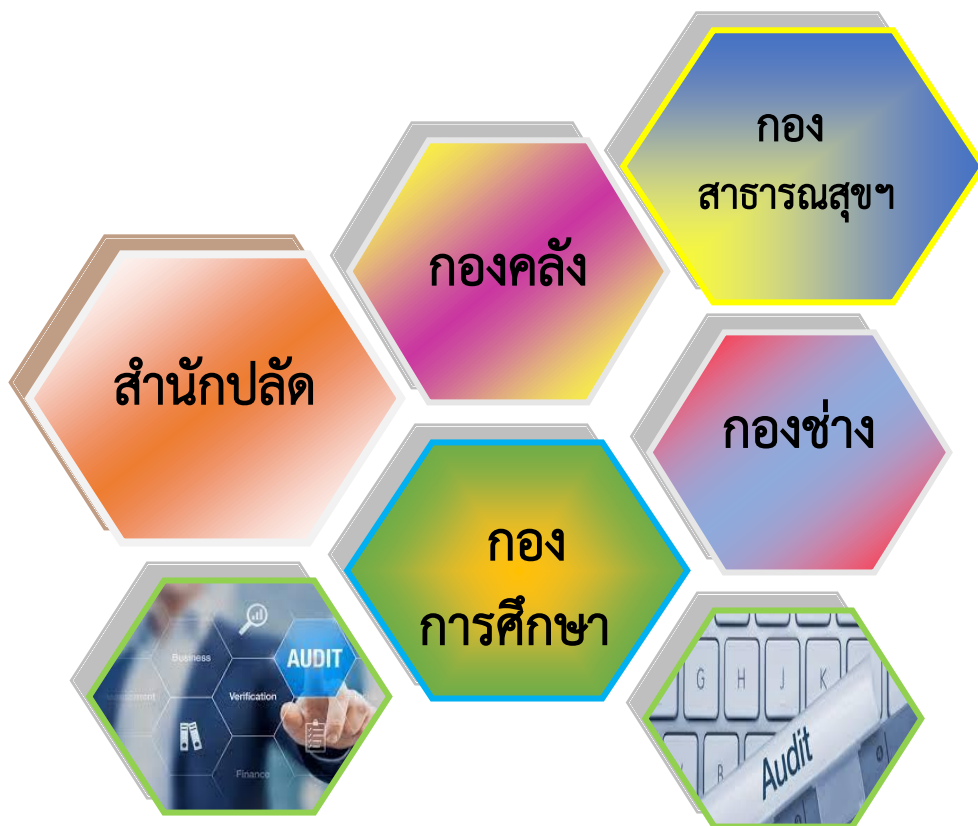 กอง
สาธารณสุขฯ
กองคลัง
สำนักปลัด
กองช่าง
กอง
การศึกษา
Business
AUDIT
Verification
Finance
G H J K
B
Audit